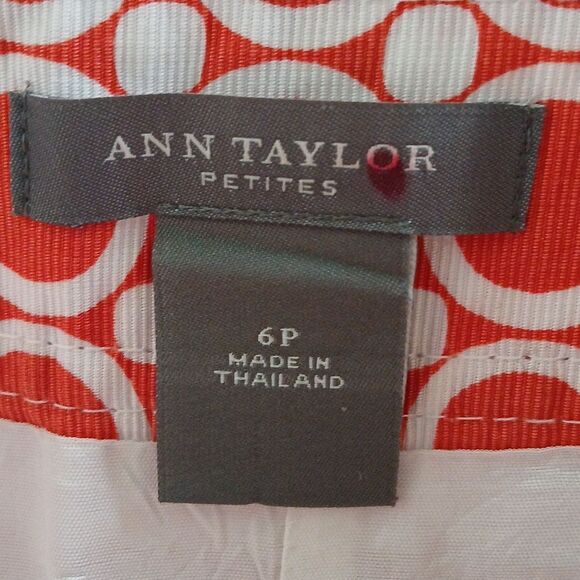 ANN TAYLOR
PETITES
6P
MADE IN
THAILAND